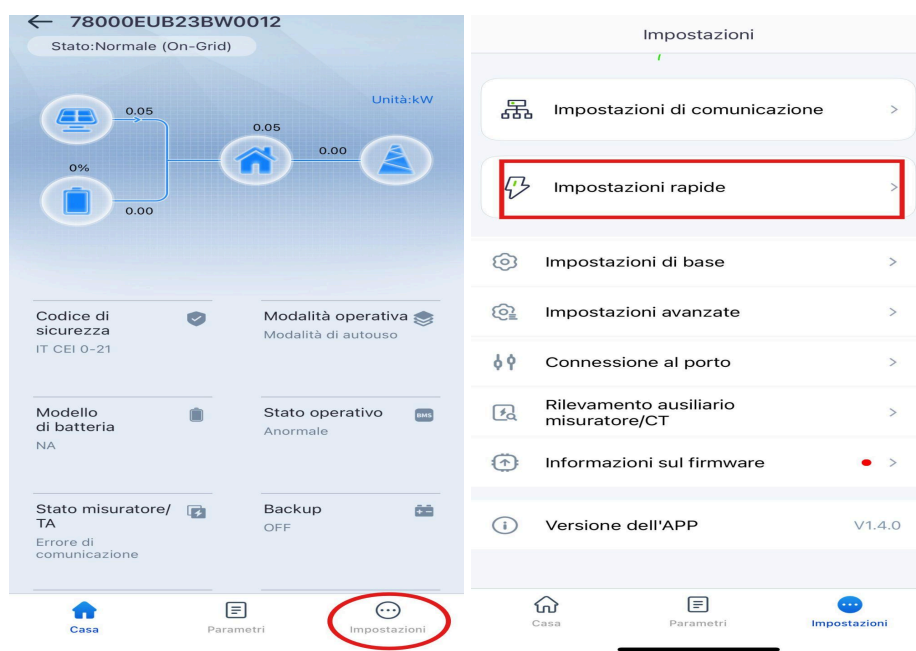 78000EUB23BW0012
Stato:Normale (On-Grid)
Unità:kW
0.05
0.05
0.00
0%
0.00
Codice di
sicurezza
IT CEI 0-21
Modalità operativa
Modalità di autouso
Modello
di batteria
NA
Stato operativo
Anormale
BMS
Stato misuratore/
TA
Errore di
comunicazione
Backup
OFF
Casa
Parametri
Impostazioni
Impostazioni
Impostazioni di comunicazione
Impostazioni rapide
Impostazioni di base
Impostazioni avanzate
Connessione al porto
Rilevamento ausiliario
misuratore/CT
Informazioni sul firmware
Versione dell'APP V1.4.0
Casa
Parametri
Impostazioni